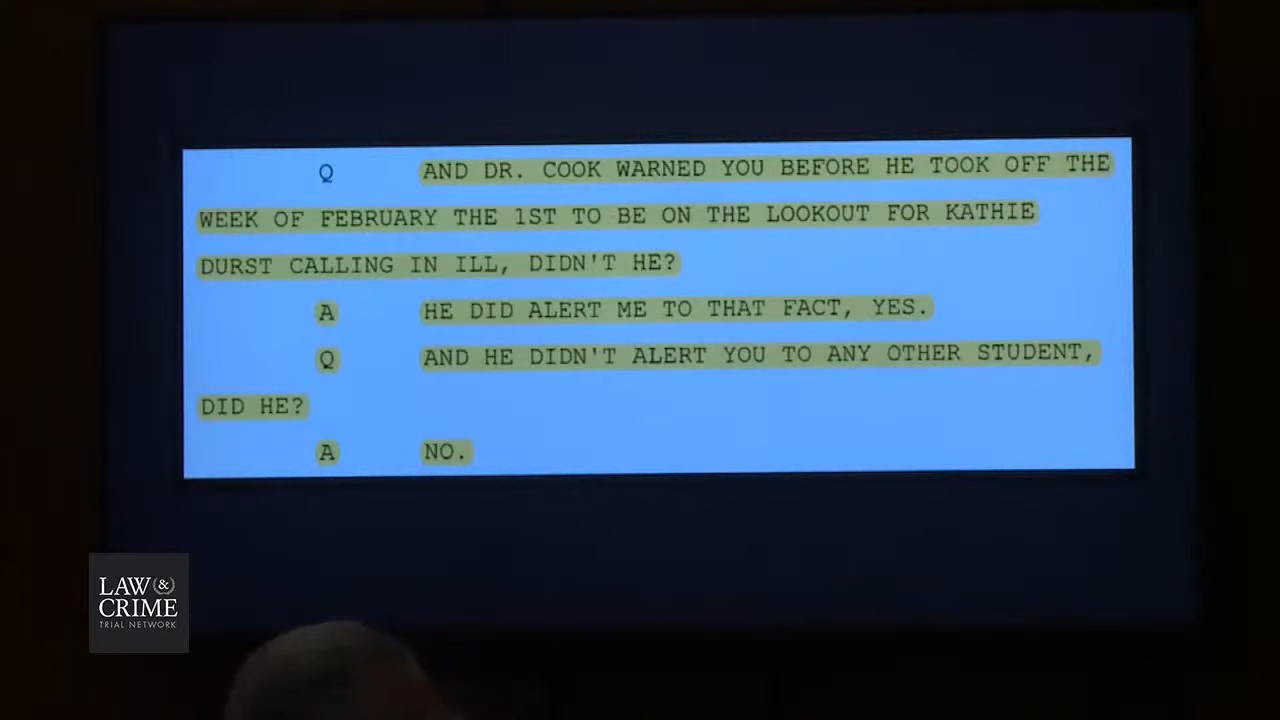 Q AND DR. COOK WARNED YOU BEFORE HE TOOK OFF THE
WEEK OF FEBRUARY THE 1ST TO BE ON THE LOOKOUT FOR KATHIE
DURST CALLING IN ILL, DIDN'T HE?
A HE DID ALERT ME TO THAT FACT, YES.
Q AND HE DIDN'T ALERT YOU TO ANY OTHER STUDENT,
DID HE?
A NO.
LAW &
CRIME
TRIAL NETWORK